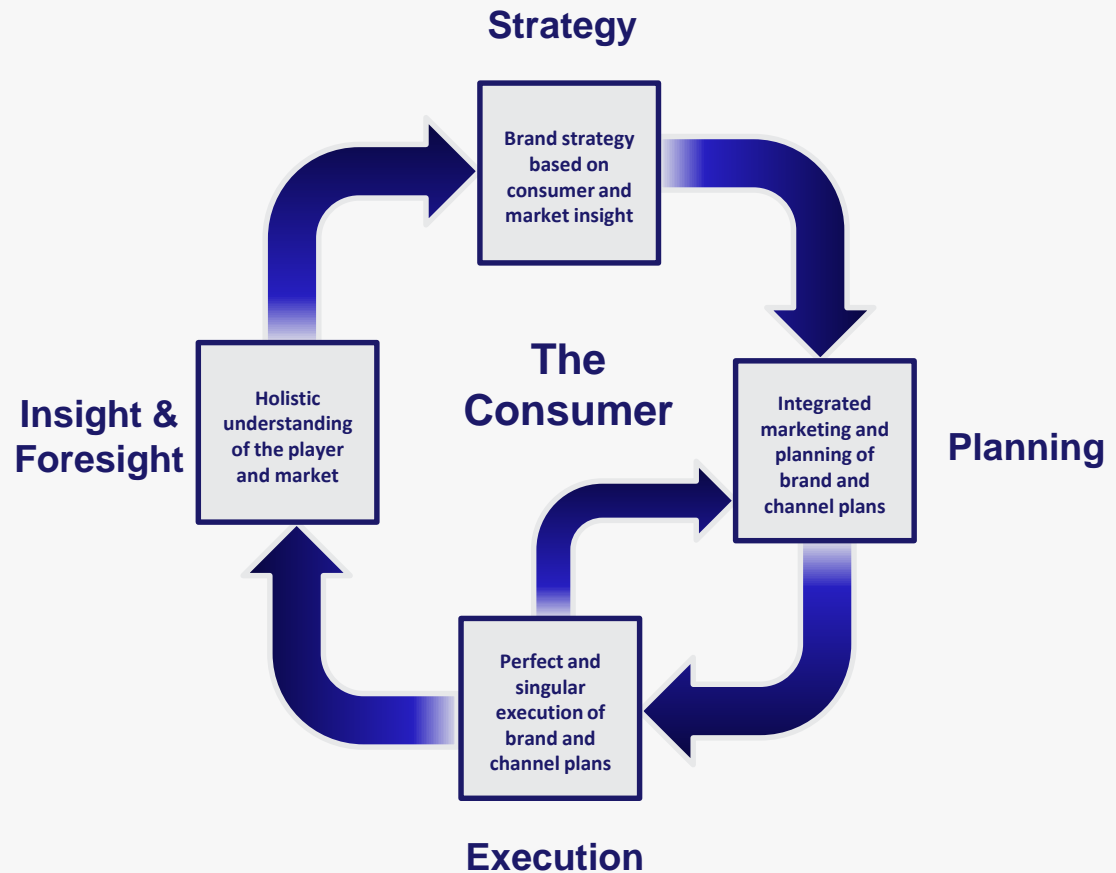 Strategy
Brand strategy
based on
consumer and
market insight
The
Consumer
Insight &
Foresight
Holistic
understanding
of the player
and market
Integrated
marketing and
planning of
brand and
channel plans
Planning
Perfect and
singular
execution of
brand and
channel plans
Execution